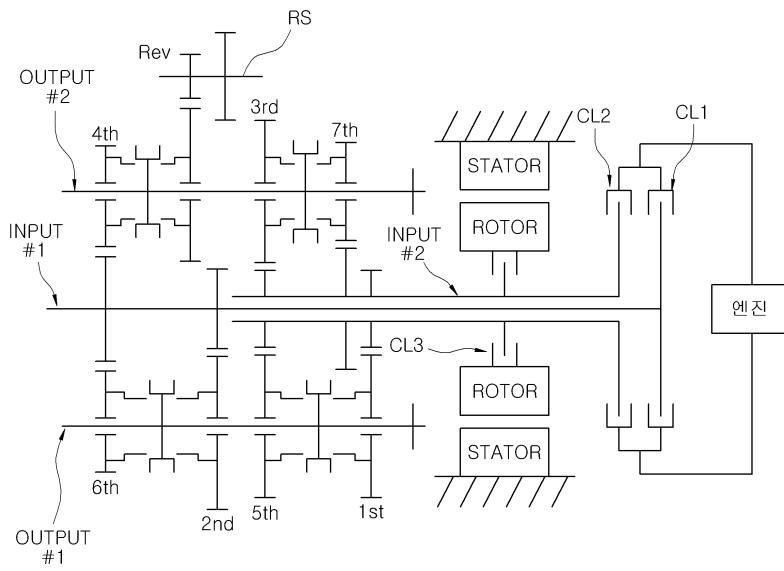 RS
Rev
OUTPUT
#2
3rd
4th
7th
CL2
CL1
STATOR
ROTOR
INPUT
#1
INPUT
#2
엔진
CL3
ROTOR
STATOR
6th
2nd
5th
1st
OUTPUT
#1